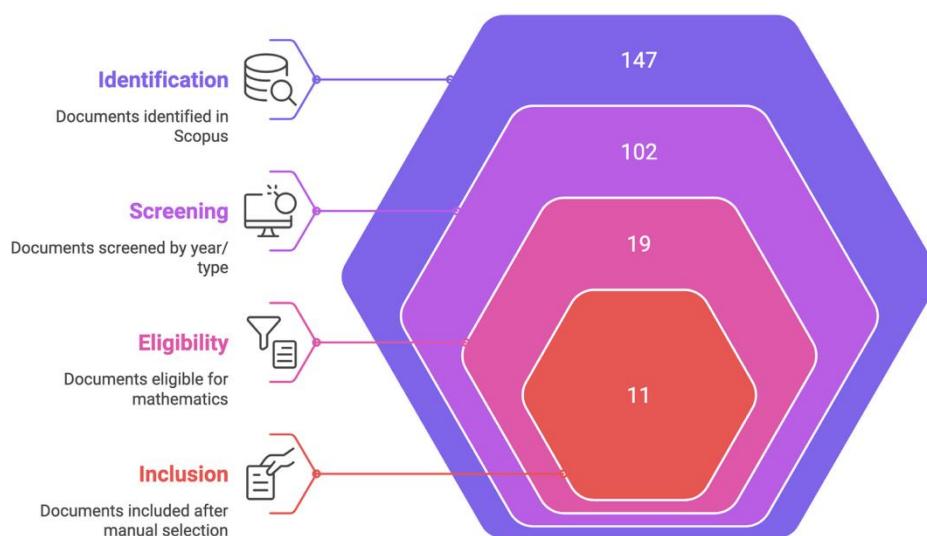 Identification
Documents identified in
Scopus
147
Screening
Documents screened by year/
type
102
Eligibility
Documents eligible for
mathematics
19
Inclusion
Documents included after
manual selection
11